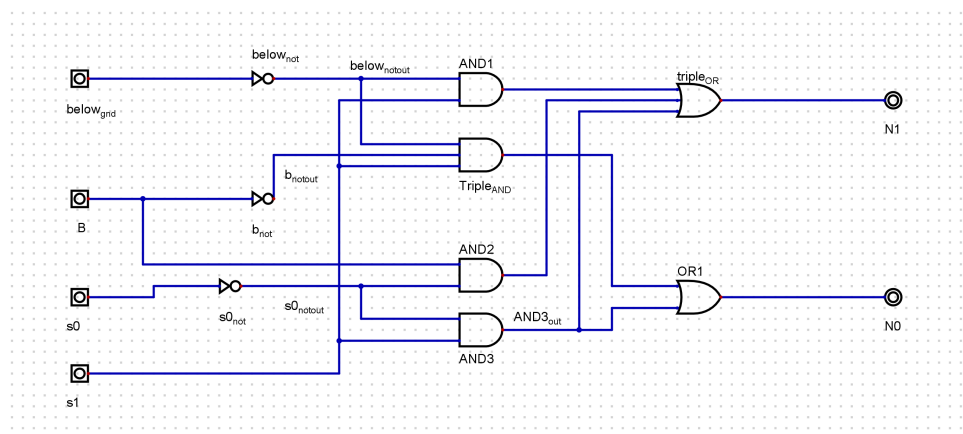 below_not
AND1
below_notout
triple_OR
below_gnd
N1
b_notout
Triple_AND
B
b_not
AND2
OR1
s0_notout
s0_not
AND3_out
s0
N0
AND3
s1